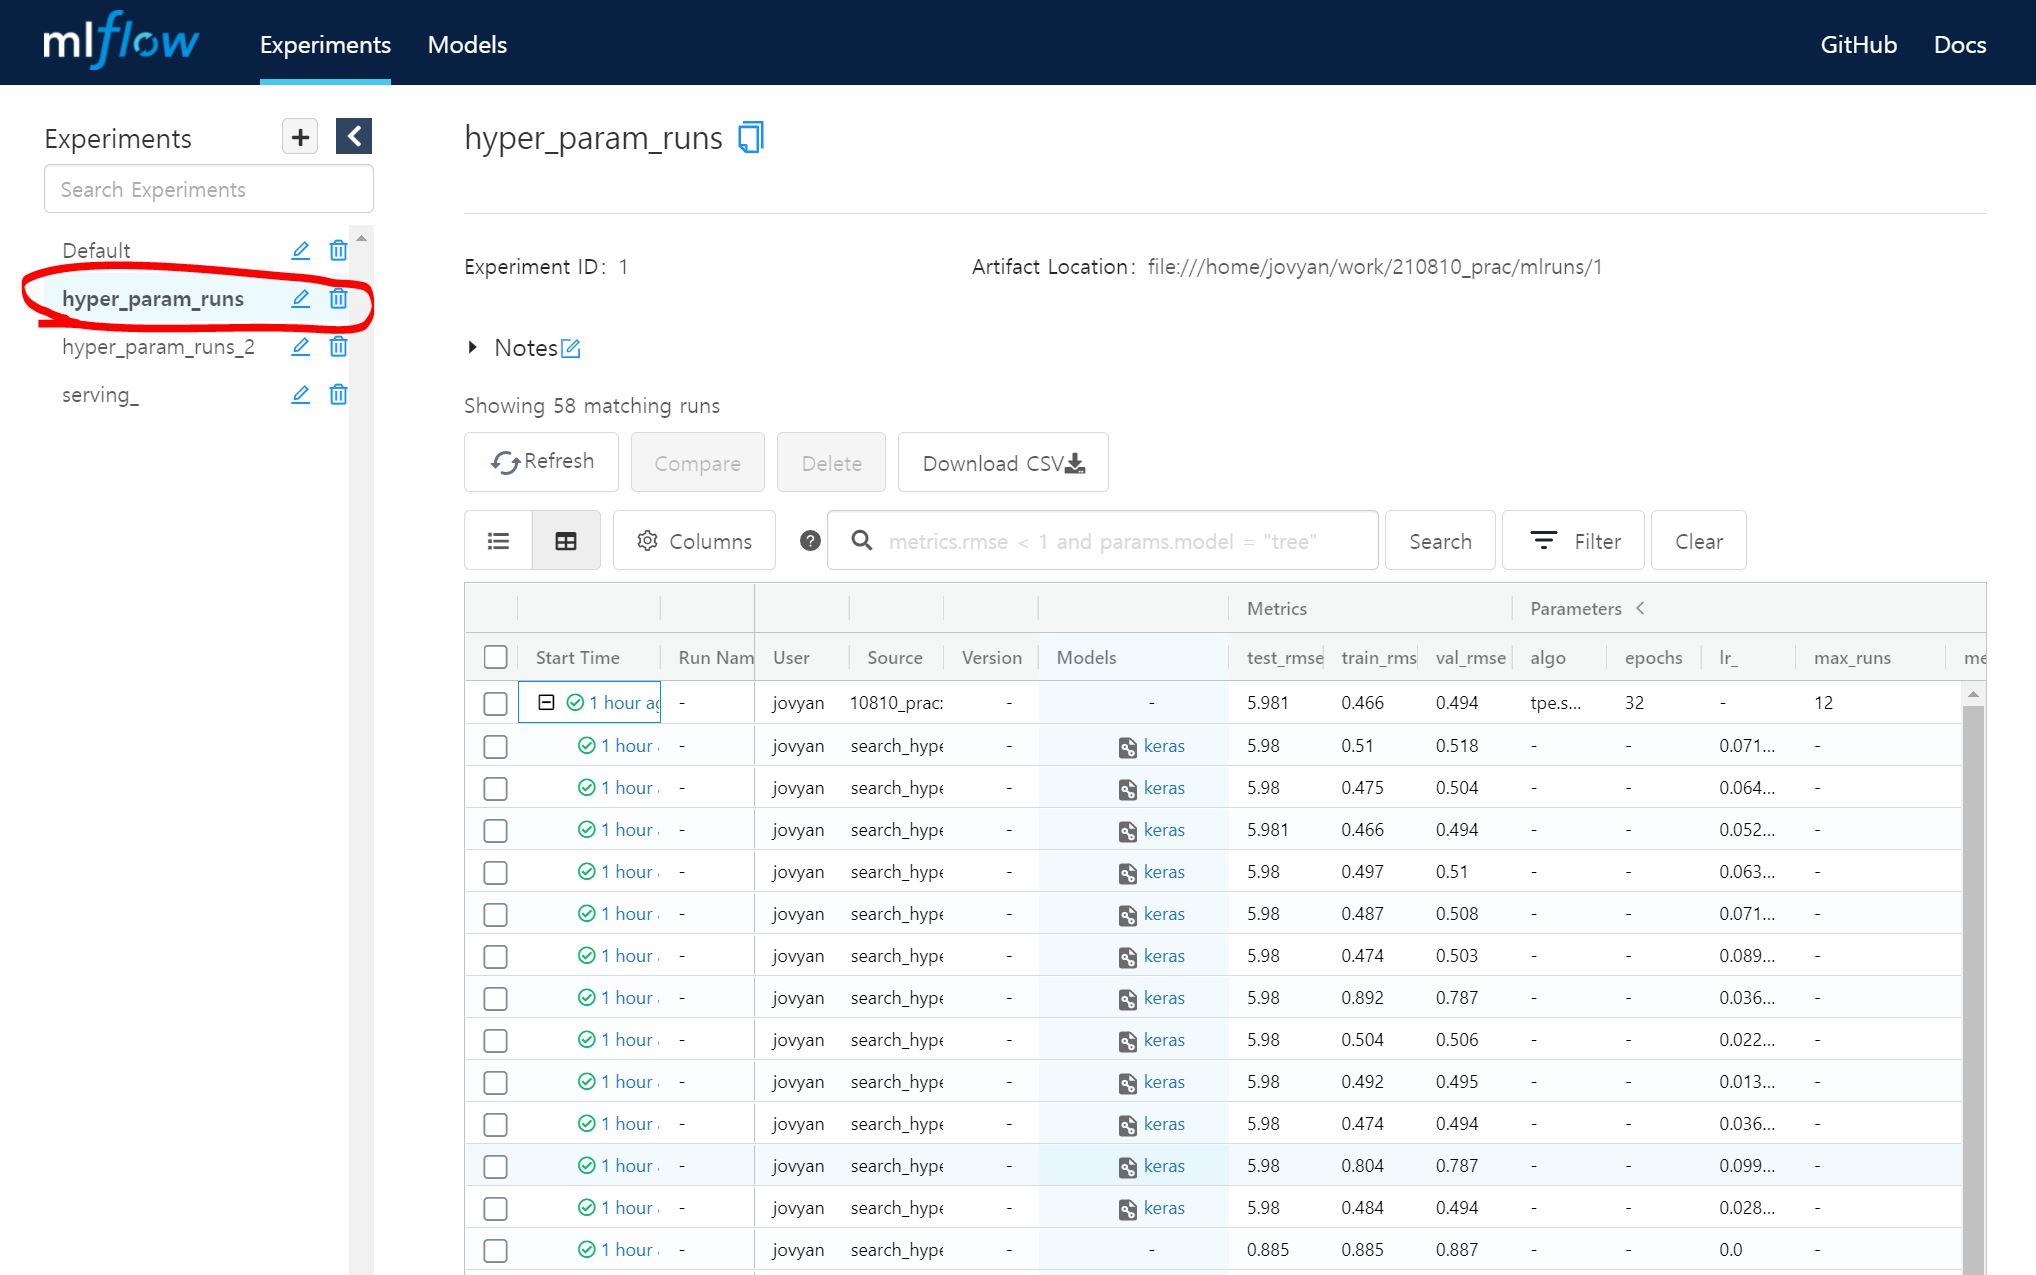 mlflow Experiments Models GitHub Docs
Experiments
Search Experiments
Default
hyper_param_runs
hyper_param_runs_2
serving_
hyper_param_runs
Experiment ID: 1 Artifact Location: file:///home/jovyan/work/210810_prac/mlruns/1
Notes
Showing 58 matching runs
Refresh Compare Delete Download CSV
Columns metrics.rmse < 1 and params.model = "tree" Search Filter Clear
Metrics Parameters <
Start Time Run Nam User Source Version Models test_rmse train_rms val_rmse algo epochs lr_ max_runs me
1 hour ag - jovyan 10810_prac: - - 5.981 0.466 0.494 tpe.s... 32 - 12
1 hour - jovyan search_hype - keras 5.98 0.51 0.518 - - 0.071... -
1 hour - jovyan search_hype - keras 5.98 0.475 0.504 - - 0.064... -
1 hour - jovyan search_hype - keras 5.981 0.466 0.494 - - 0.052... -
1 hour - jovyan search_hype - keras 5.98 0.497 0.51 - - 0.063... -
1 hour - jovyan search_hype - keras 5.98 0.487 0.508 - - 0.071... -
1 hour - jovyan search_hype - keras 5.98 0.474 0.503 - - 0.089... -
1 hour - jovyan search_hype - keras 5.98 0.892 0.787 - - 0.036... -
1 hour - jovyan search_hype - keras 5.98 0.504 0.506 - - 0.022... -
1 hour - jovyan search_hype - keras 5.98 0.492 0.495 - - 0.013... -
1 hour - jovyan search_hype - keras 5.98 0.474 0.494 - - 0.036... -
1 hour - jovyan search_hype - keras 5.98 0.804 0.787 - - 0.099... -
1 hour - jovyan search_hype - keras 5.98 0.484 0.494 - - 0.028... -
1 hour - jovyan search_hype - - 0.885 0.885 0.887 - - 0.0 -